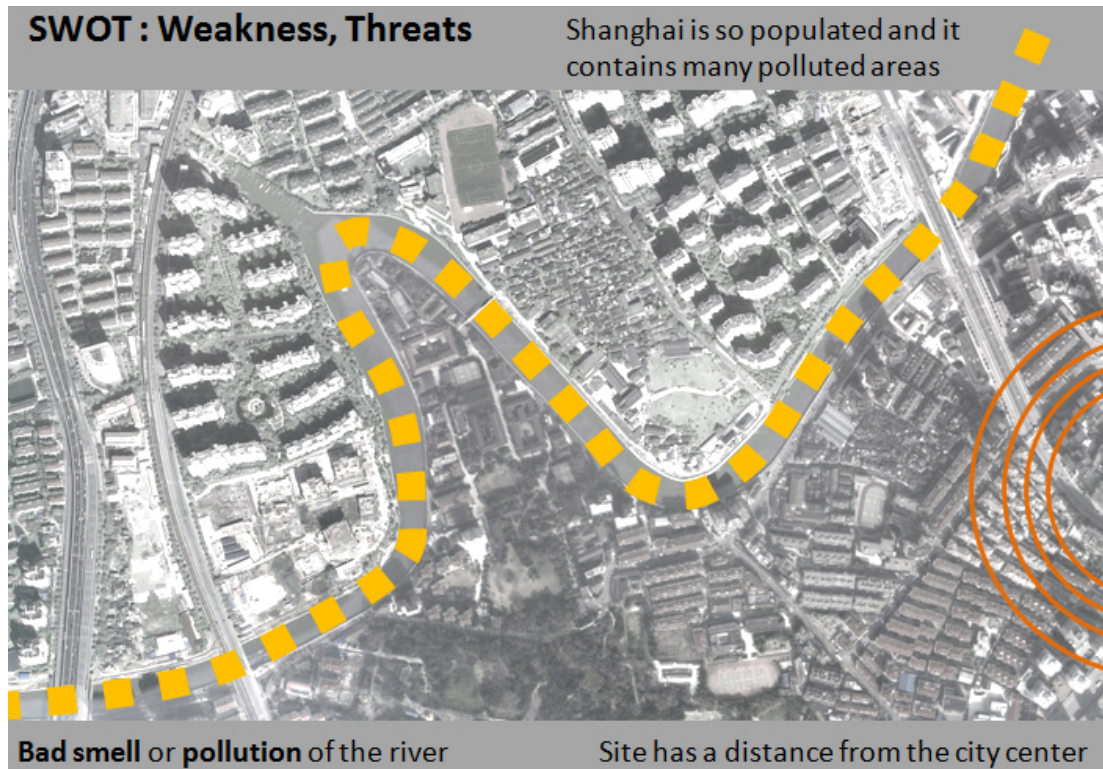 SWOT : Weakness, Threats
Shanghai is so populated and it
contains many polluted areas
Bad smell or pollution of the river
Site has a distance from the city center